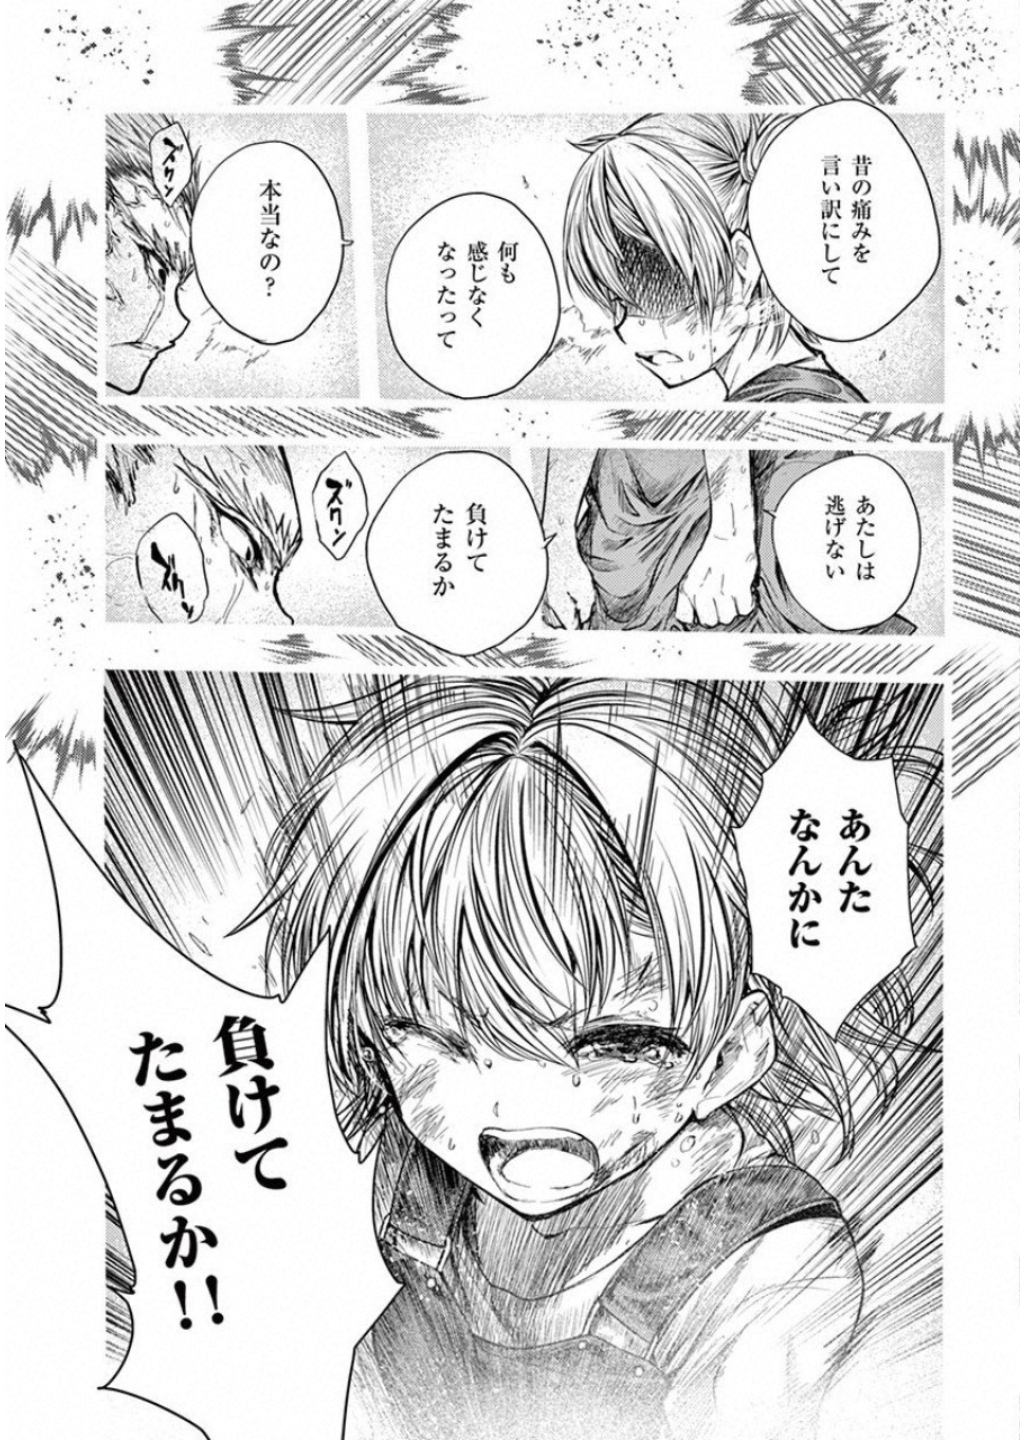 昔の痛みを
言い訳にして
何も
感じなく
なったって
本当なの?
ズクン
あたしは
逃げない
負けて
たまるか
ズクン
ズクン
あんた
なんかに
負けて
たまるか!!